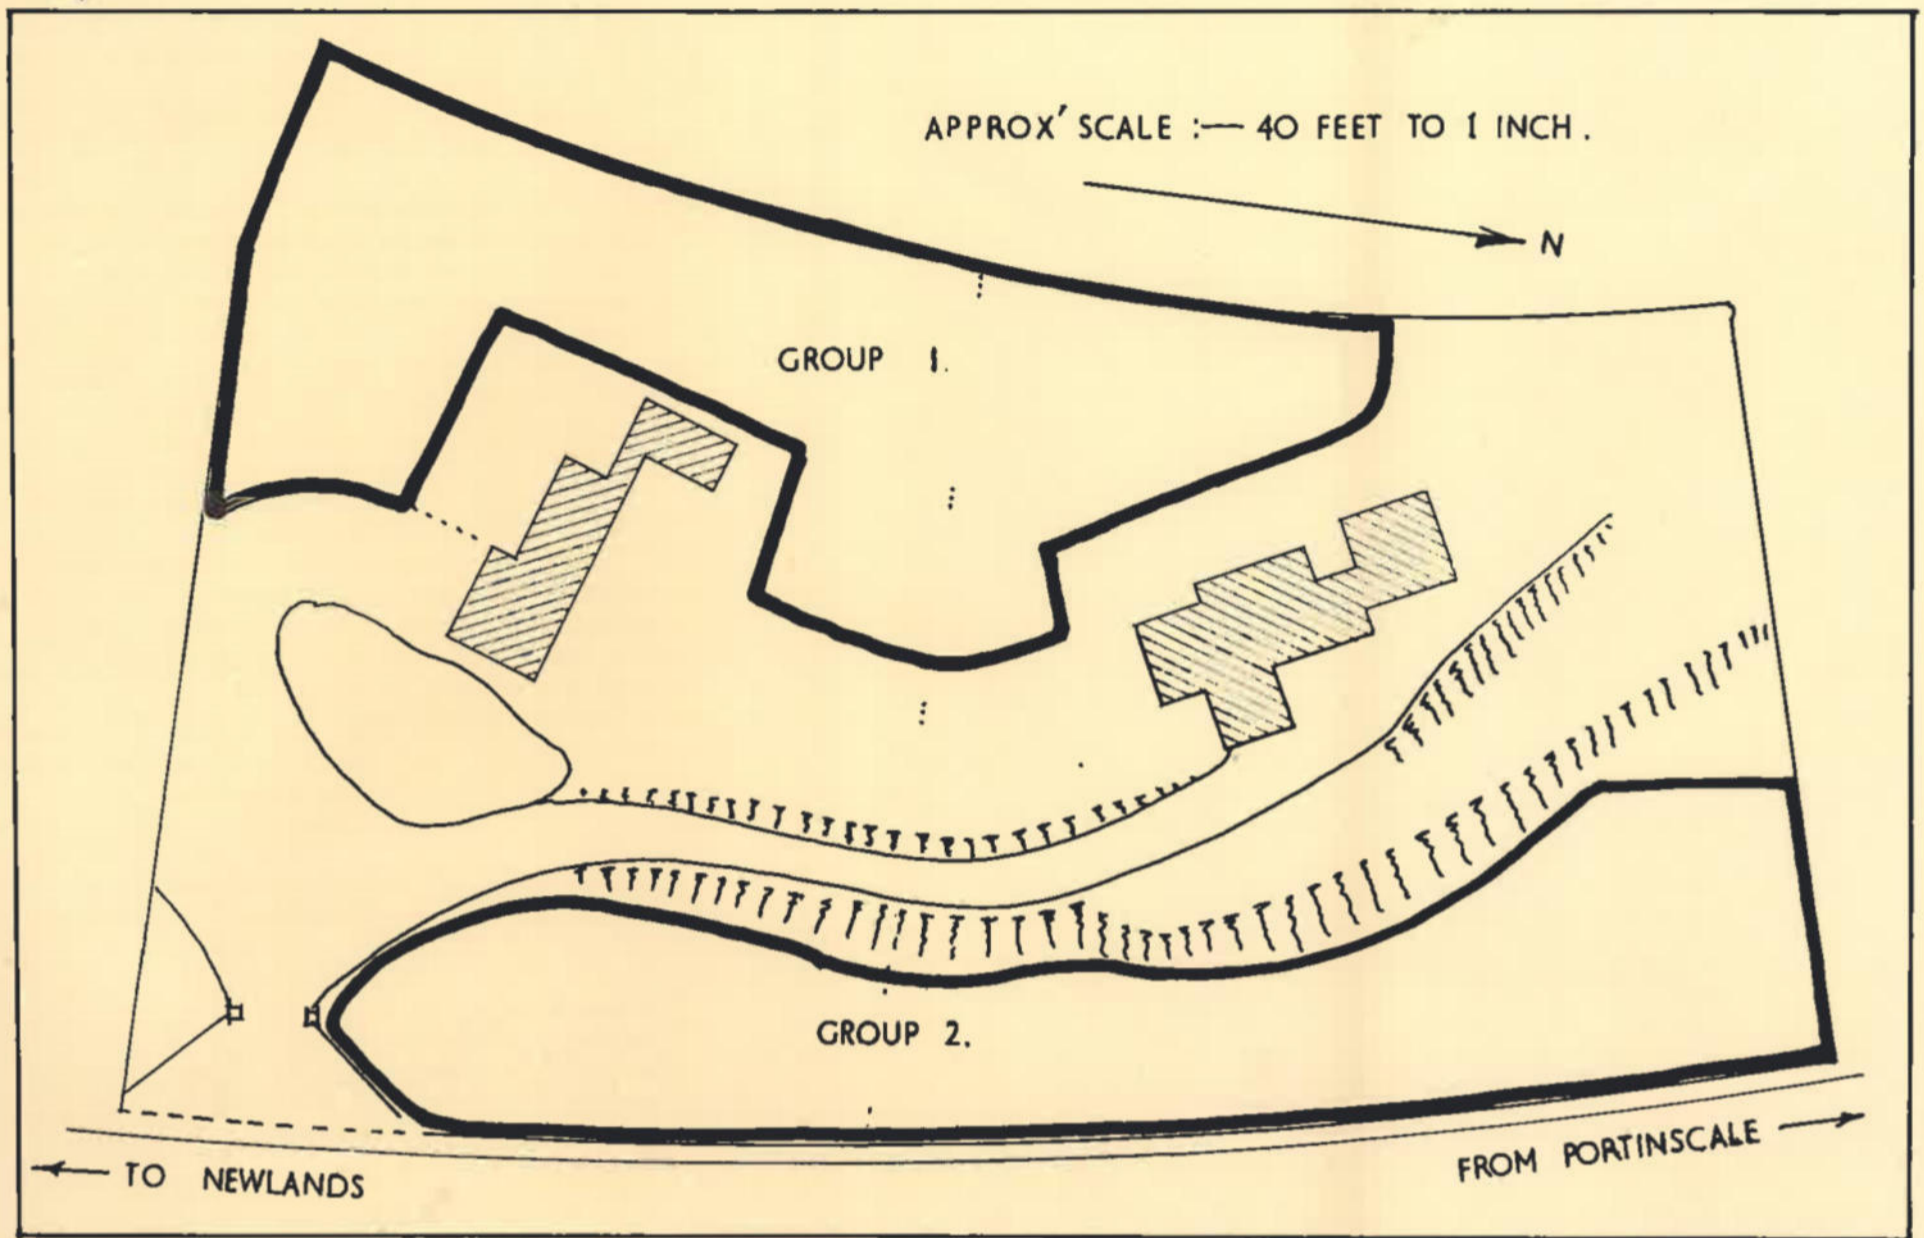 APPROX' SCALE :— 40 FEET TO 1 INCH.
N
GROUP 1.
GROUP 2.
← TO NEWLANDS
FROM PORTINSCALE →